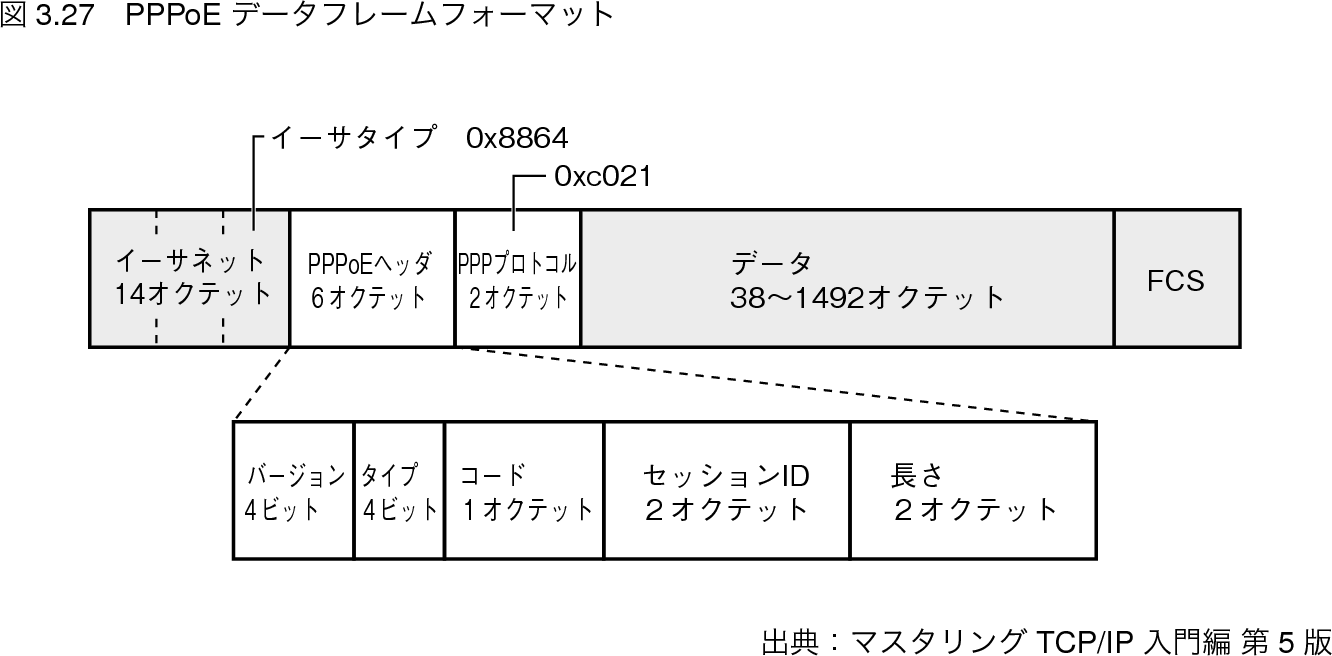 図 3.27　PPPoE データフレームフォーマット
イーサタイプ　0x8864
0xc021
イーサネット
14オクテット
PPPoEヘッダ
6オクテット
PPPプロトコル
2オクテット
データ
38～1492オクテット
FCS
バージョン
4ビット
タイプ
4ビット
コード
1オクテット
セッションID
2オクテット
長さ
2オクテット
出典：マスタリング TCP/IP 入門編 第 5 版